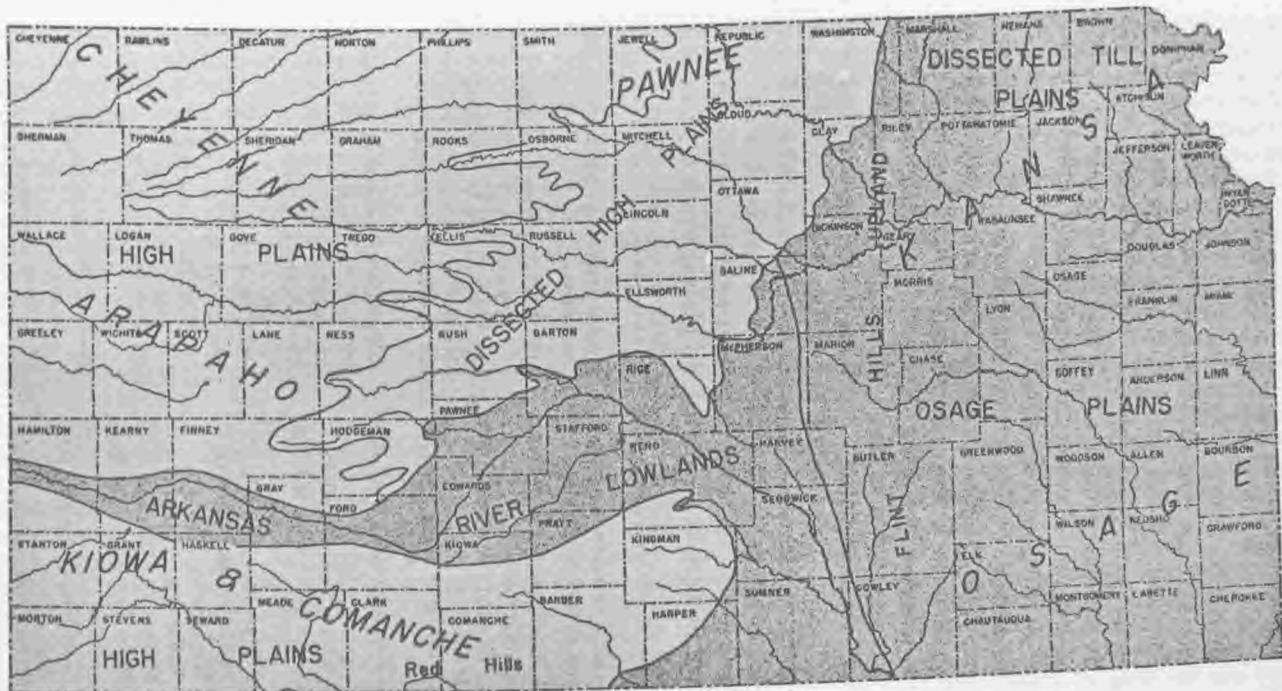 CHEYENNE RAWLINS DECATUR NORTON PHILLIPS SMITH JEWELL REPUBLIC WASHINGTON MARSHALL NEMAHA BROWN DONIPHAN
CHEYENNE
PAWNEE
DISSECTED TILL
PLAINS
SHERMAN THOMAS SHERIDAN GRAHAM ROOKS OSBORNE MITCHELL CLOUD CLAY RILEY POTTAWATOMIE JACKSON ATCHISON
JEFFERSON LEAVENWORTH
WYANDOTTE
OTTAWA
LINCOLN
SHAWNEE
WABAUNSEE
KANSA
WALLACE LOGAN GOVE TREGO ELLIS RUSSELL DICKINSON GEARY DOUGLAS JOHNSON
HIGH PLAINS
DISSECTED HIGH PLAINS
SALINE MORRIS OSAGE
ELLSWORTH LYON FRANKLIN MIAMI
ARAPAHO
GREELEY WICHITA SCOTT LANE NESS RUSH BARTON McPHERSON MARION CHASE COFFEY ANDERSON LINN
FLINT HILLS UPLAND
RICE
PAWNEE
OSAGE PLAINS
HAMILTON KEARNY FINNEY HODGEMAN STAFFORD RENO HARVEY BUTLER GREENWOOD WOODSON ALLEN BOURBON
GRAY FORD EDWARDS SEDGWICK
ARKANSAS RIVER LOWLANDS
KIOWA PRATT KINGMAN WILSON NEOSHO CRAWFORD
OSAGE
STANTON GRANT HASKELL ELK
KIOWA & COMANCHE
MEADE CLARK COMANCHE BARBER HARPER SUMNER COWLEY MONTGOMERY LABETTE CHEROKEE
MORTON STEVENS SEWARD CHAUTAUQUA
HIGH PLAINS
Red Hills